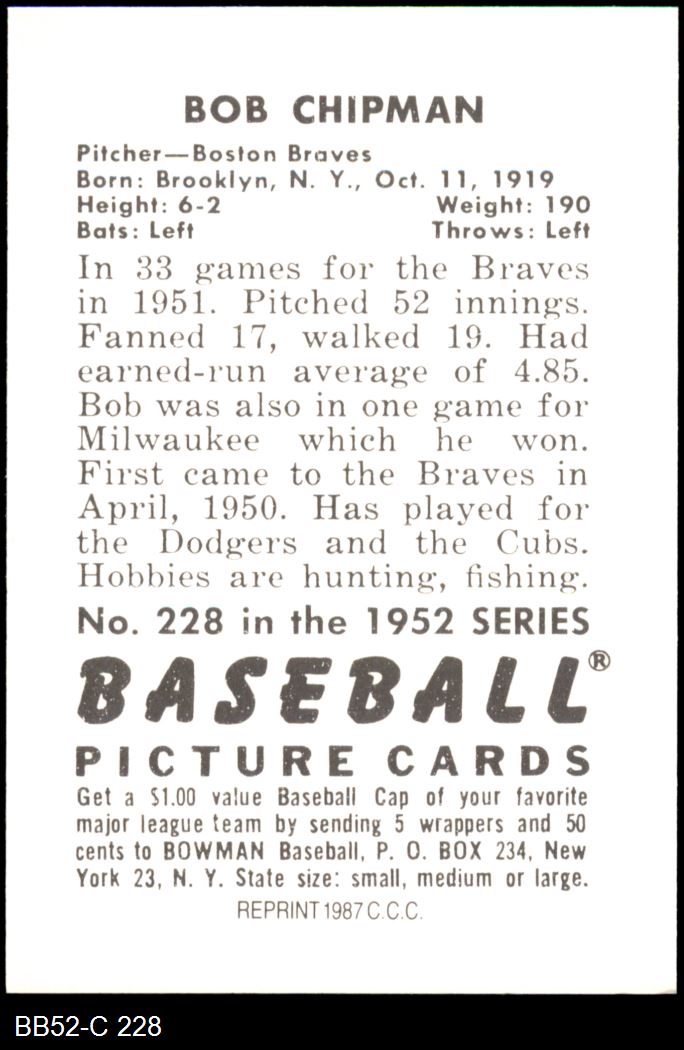 BOB CHIPMAN
Pitcher—Boston Braves
Born: Brooklyn, N. Y., Oct. 11, 1919
Height: 6-2 Weight: 190
Bats: Left Throws: Left
In 33 games for the Braves
in 1951. Pitched 52 innings.
Fanned 17, walked 19. Had
earned-run average of 4.85.
Bob was also in one game for
Milwaukee which he won.
First came to the Braves in
April, 1950. Has played for
the Dodgers and the Cubs.
Hobbies are hunting, fishing.
No. 228 in the 1952 SERIES
BASEBALL®
PICTURE CARDS
Get a $1.00 value Baseball Cap of your favorite
major league team by sending 5 wrappers and 50
cents to BOWMAN Baseball, P. O. BOX 234, New
York 23, N. Y. State size: small, medium or large.
REPRINT 1987 C.C.C.
BB52-C 228